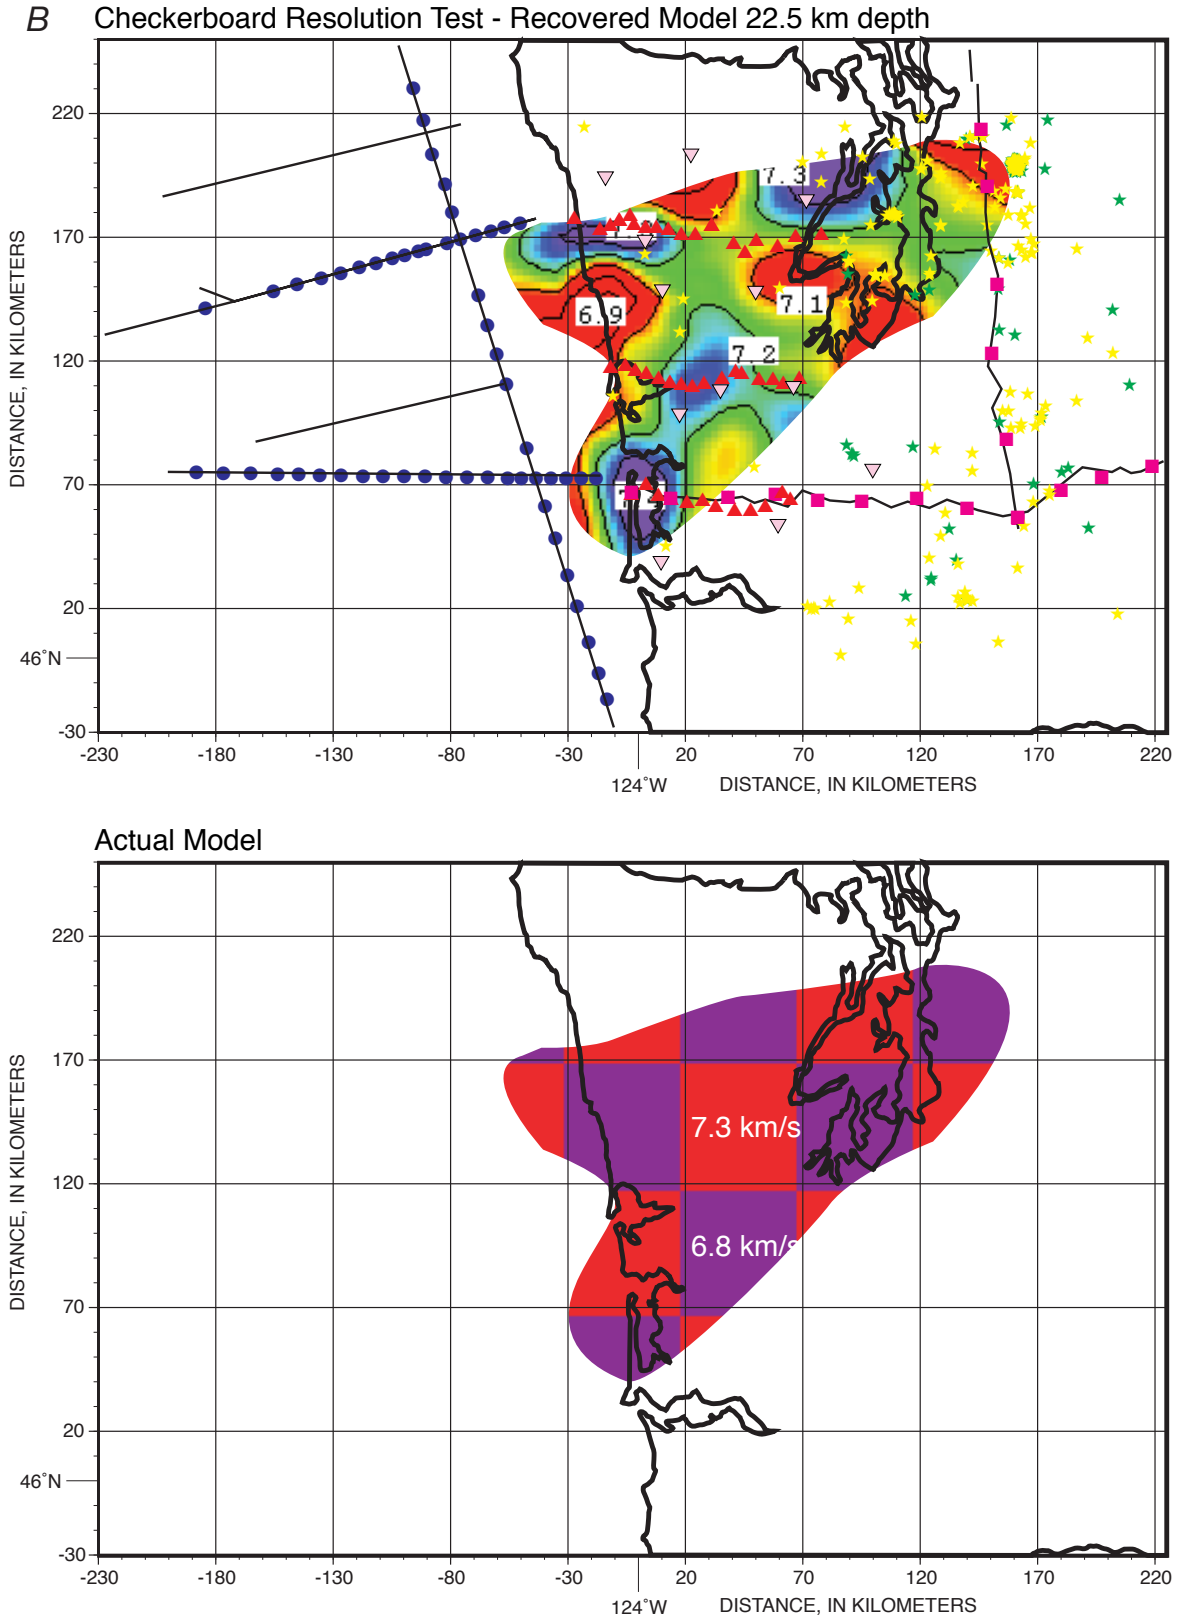 B
Checkerboard Resolution Test - Recovered Model 22.5 km depth
DISTANCE, IN KILOMETERS
220
170
120
70
20
46°N
-30
7.3
6.9
7.1
7.2
-230 -180 -130 -80 -30 20 70 120 170 220
124°W
DISTANCE, IN KILOMETERS
Actual Model
DISTANCE, IN KILOMETERS
220
170
120
70
20
46°N
-30
7.3 km/s
6.8 km/s
-230 -180 -130 -80 -30 20 70 120 170 220
124°W
DISTANCE, IN KILOMETERS